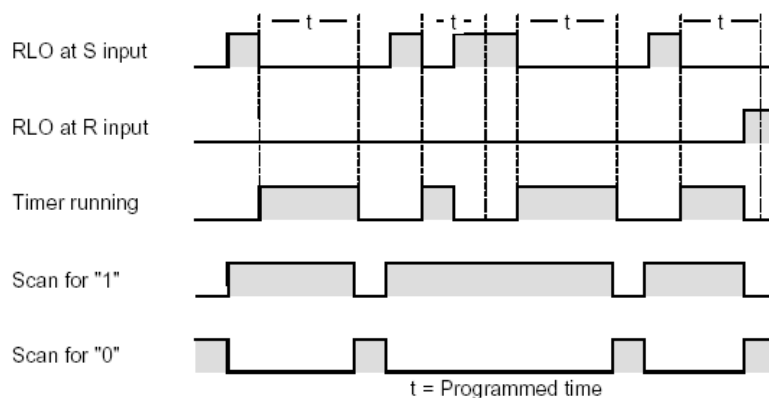 t t t t
RLO at S input
RLO at R input
Timer running
Scan for "1"
Scan for "0"
t = Programmed time